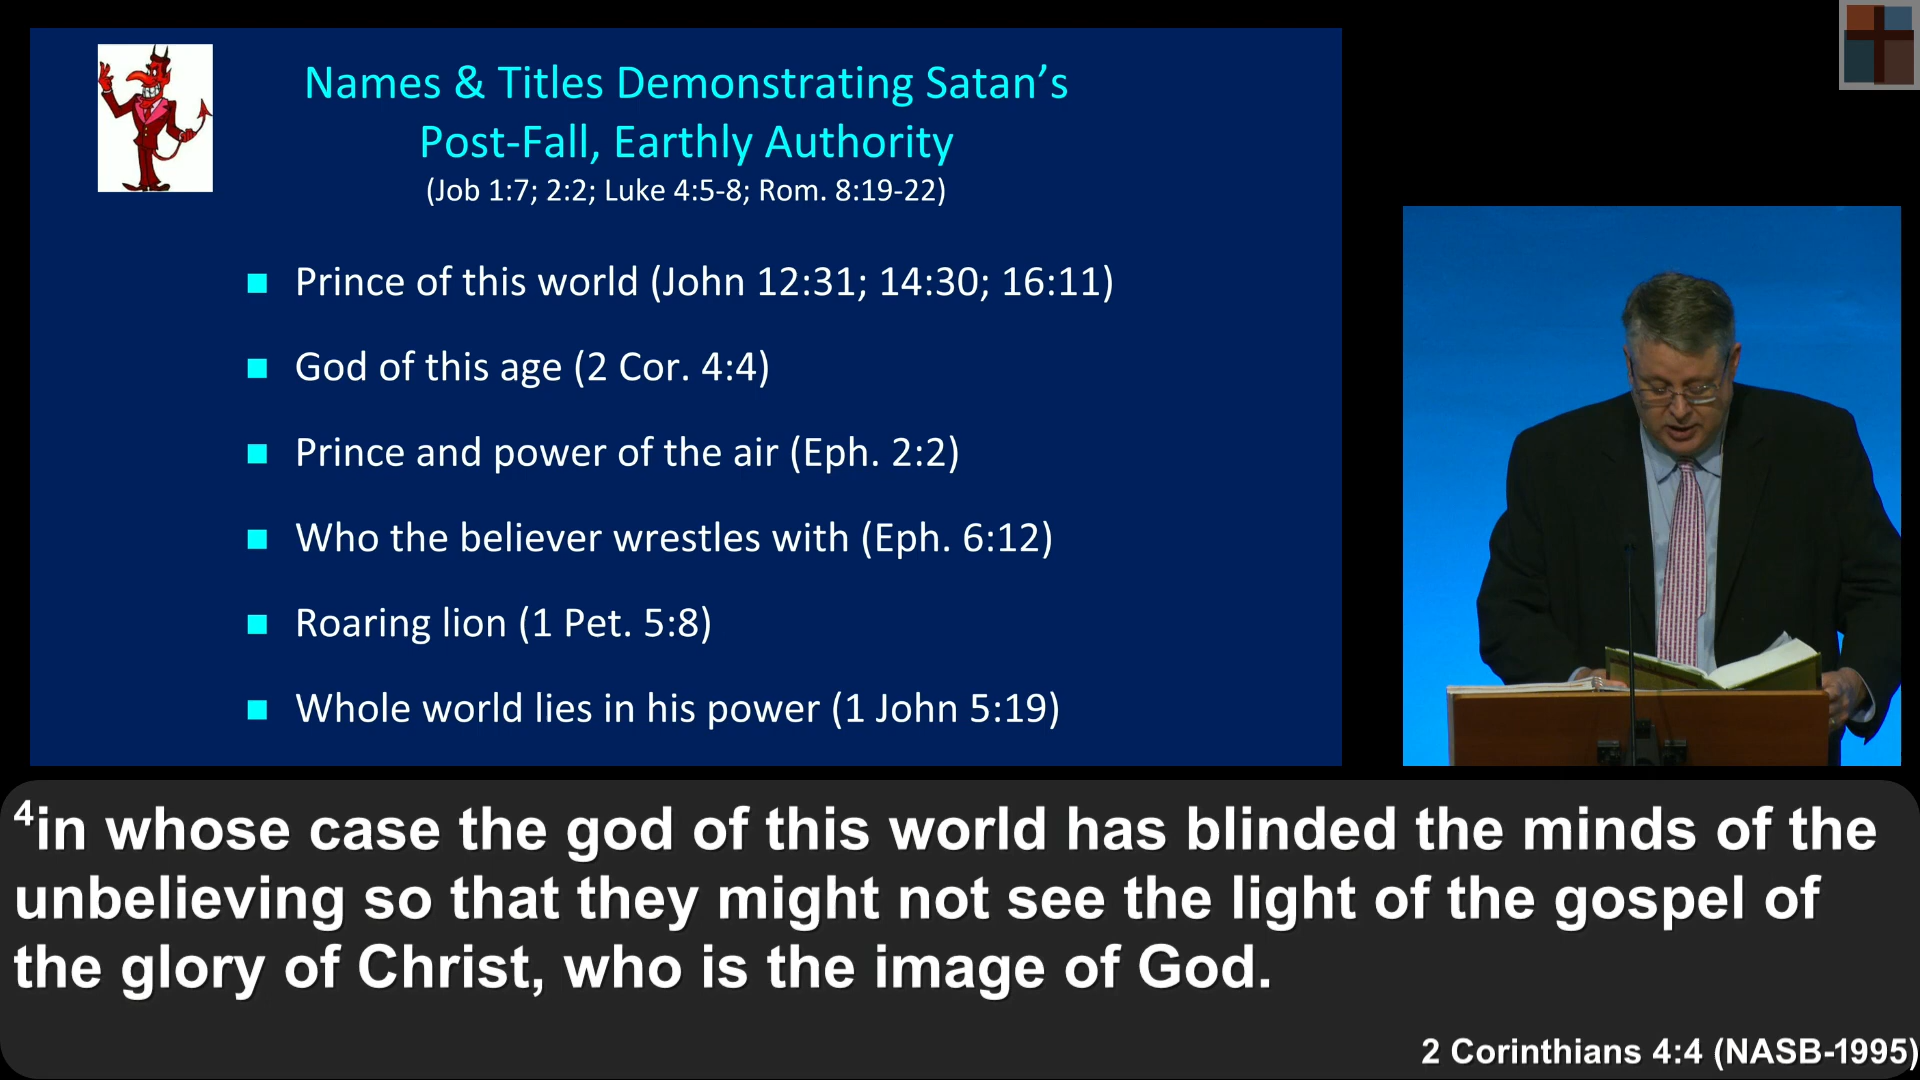 Names & Titles Demonstrating Satan’s
Post-Fall, Earthly Authority
(Job 1:7; 2:2; Luke 4:5-8; Rom. 8:19-22)
Prince of this world (John 12:31; 14:30; 16:11)
God of this age (2 Cor. 4:4)
Prince and power of the air (Eph. 2:2)
Who the believer wrestles with (Eph. 6:12)
Roaring lion (1 Pet. 5:8)
Whole world lies in his power (1 John 5:19)
4in whose case the god of this world has blinded the minds of the
unbelieving so that they might not see the light of the gospel of
the glory of Christ, who is the image of God.
2 Corinthians 4:4 (NASB-1995)